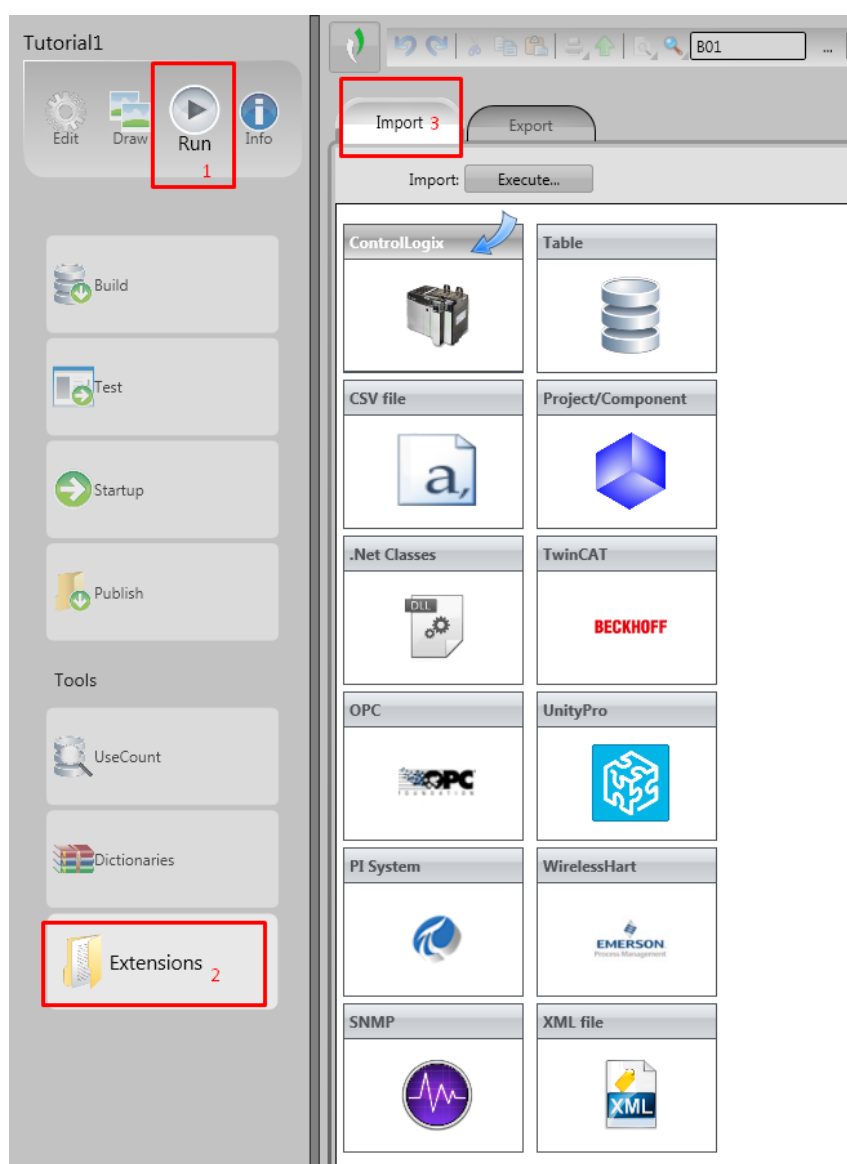 Tutorial1
Edit
Draw
Run
Info
1
Build
Test
Startup
Publish
Tools
UseCount
Dictionaries
Extensions 2
B01
...
Import 3
Export
Import: Execute...
ControlLogix
Table
CSV file
a,
Project/Component
.Net Classes
DLL
TwinCAT
BECKHOFF
OPC
OPC
FOUNDATION
UnityPro
PI System
WirelessHart
EMERSON
Process Management
SNMP
XML file
XML